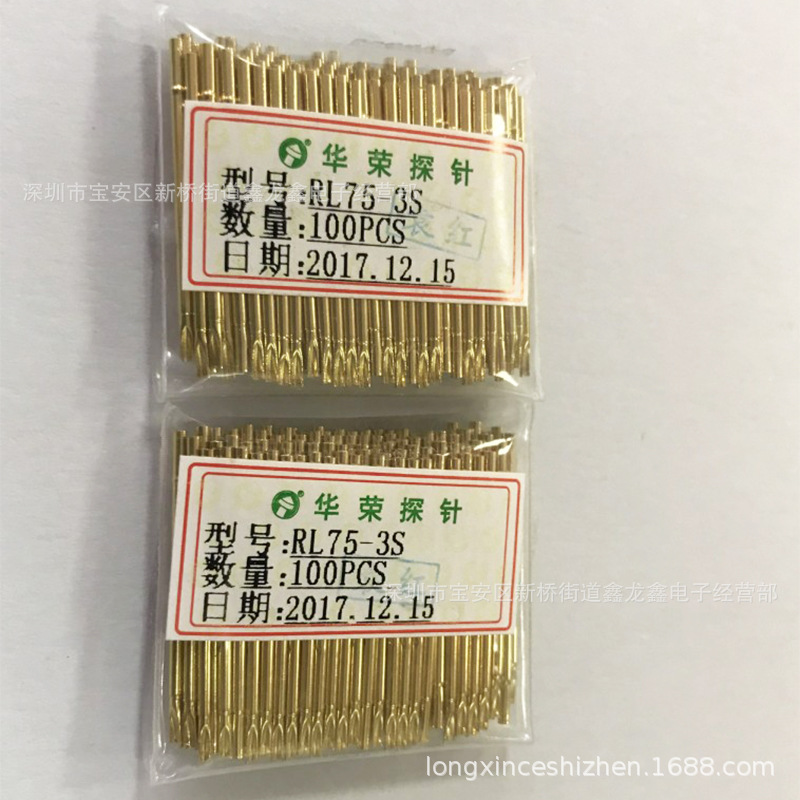 华荣探针
深圳市宝安区新桥街道鑫龙鑫电子经营部
型号:RL75-3S
数量:100PCS
袁红
日期:2017.12.15
华荣探针
型号:RL75-3S
数量:100PCS
红
深圳市宝安区新桥街道鑫龙鑫电子经营部
日期:2017.12.15
longxinceshizhen.1688.com